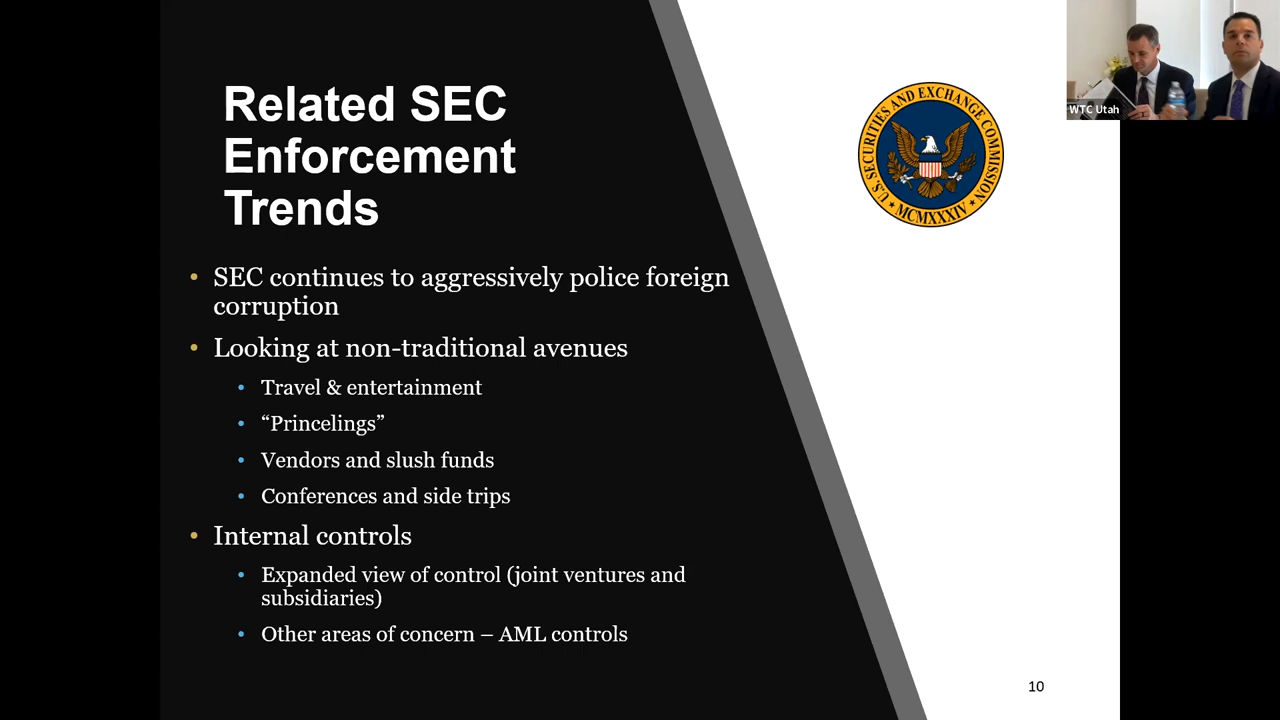 Related SEC
Enforcement
Trends
U.S. SECURITIES AND EXCHANGE COMMISSION
MCMXXXIV
WTC Utah
• SEC continues to aggressively police foreign
corruption
• Looking at non-traditional avenues
• Travel & entertainment
• “Princelings”
• Vendors and slush funds
• Conferences and side trips
• Internal controls
• Expanded view of control (joint ventures and
subsidiaries)
• Other areas of concern – AML controls
10